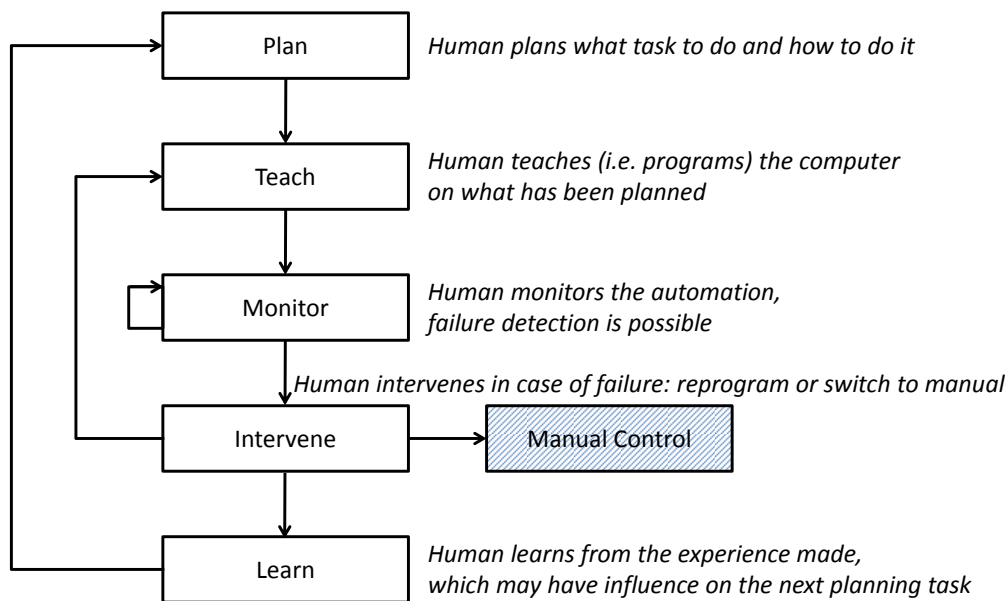 Plan
Human plans what task to do and how to do it
Teach
Human teaches (i.e. programs) the computer
on what has been planned
Monitor
Human monitors the automation,
failure detection is possible
Human intervenes in case of failure: reprogram or switch to manual
Intervene
Manual Control
Learn
Human learns from the experience made,
which may have influence on the next planning task